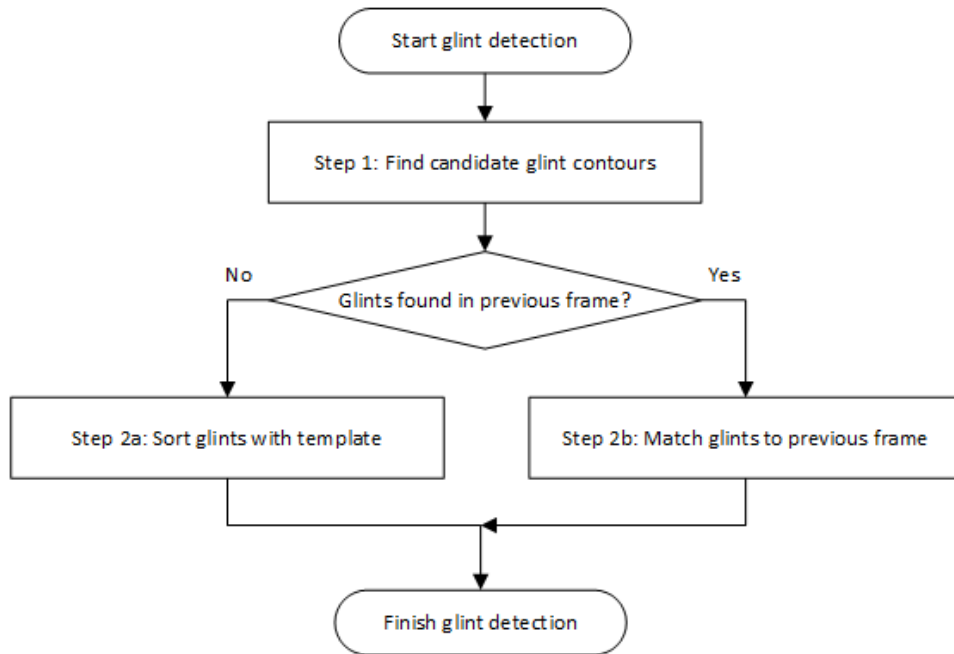 Start glint detection
Step 1: Find candidate glint contours
No
Yes
Glints found in previous frame?
Step 2a: Sort glints with template
Step 2b: Match glints to previous frame
Finish glint detection